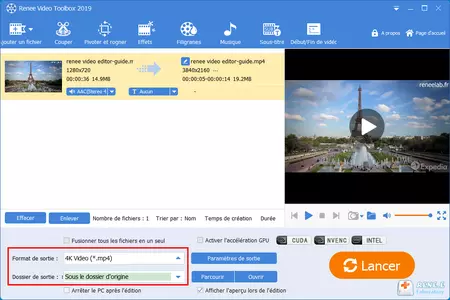 Renee Video Toolbox 2019
Ajouter un fichier
Couper
Pivoter et rogner
Effets
Filigranes
Musique
Sous-titre
Début/Fin de vidéo
A propos
Page d'accueil
renee video editor-guide.m
1280x720
00:00:36 14.9MB
AAC(Stereo 4
renee video editor-guide.mp4
3840x2160
00:00:05-00:00:14 19.2MB
T Aucun
-
reneelab.fr
Expedia
Effacer
Enlever
Nombre de fichiers : 1
Trier par :
Nom
Temps de création
Durée
Fusionner tous les fichiers en un seul
Activer l'accélération GPU
CUDA
NVENC
INTEL
Format de sortie :
4K Video (*.mp4)
Paramètres de sortie
Dossier de sortie :
Sous le dossier d'origine
Parcourir
Ouvrir
Lancer
Arrêter le PC après l'édition
Afficher l'aperçu lors de l'édition
RENE.E
Laboratory